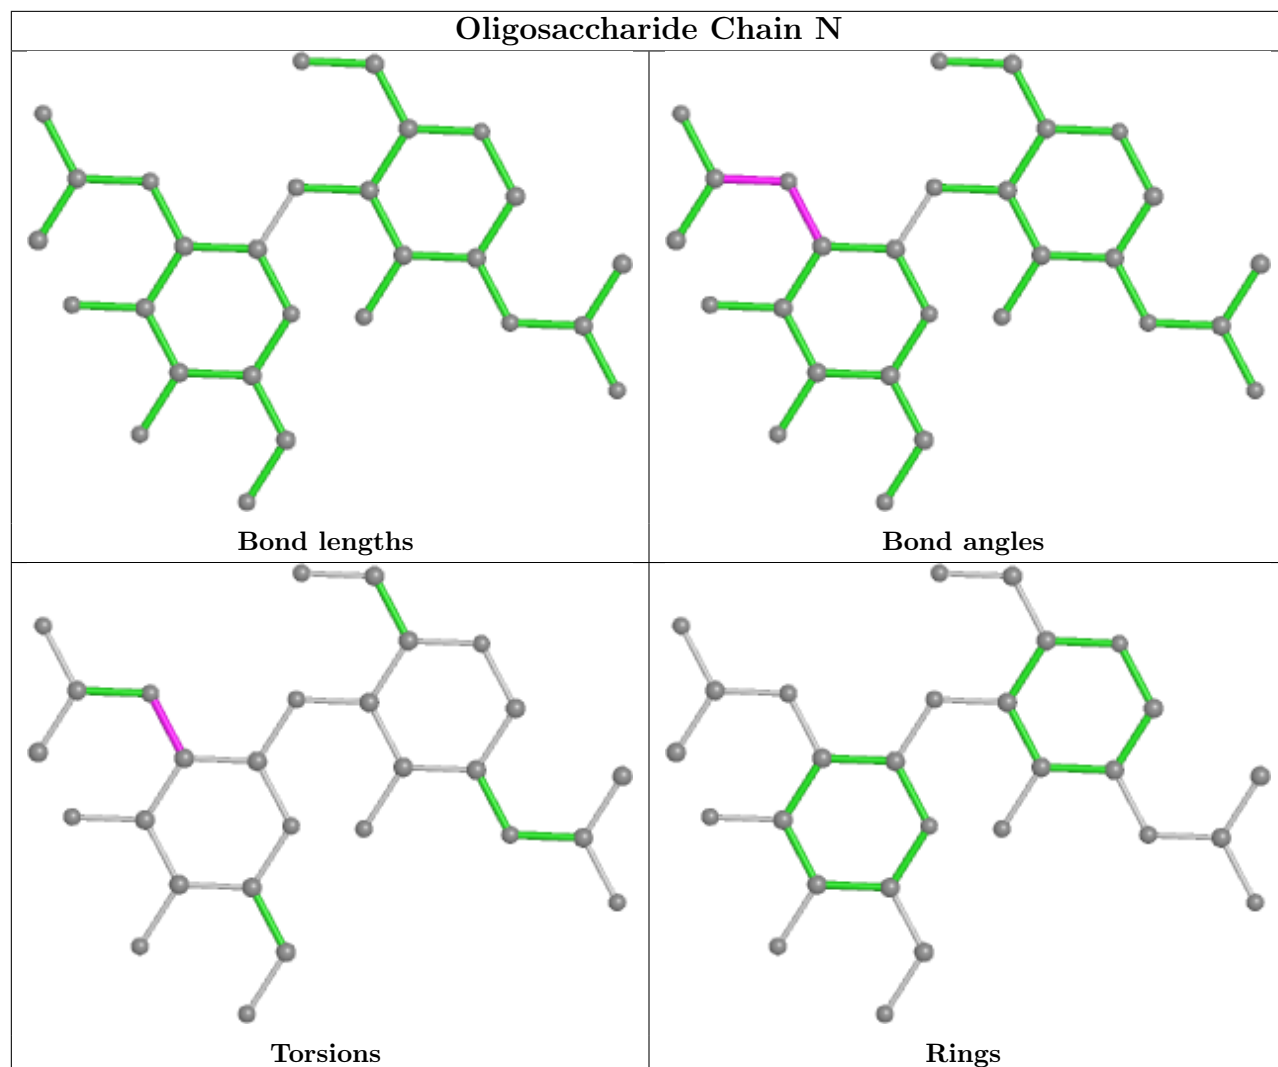 Oligosaccharide Chain N
Bond lengths
Bond angles
Torsions
Rings